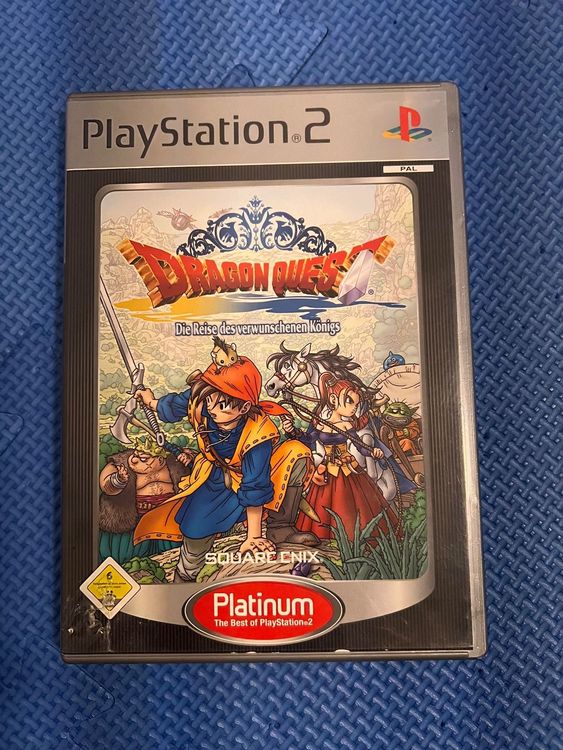 PlayStation®2
PAL
DRAGON QUEST®
Die Reise des verwunschenen Königs
SQUARE ENIX
6
Platinum
The Best of PlayStation®2